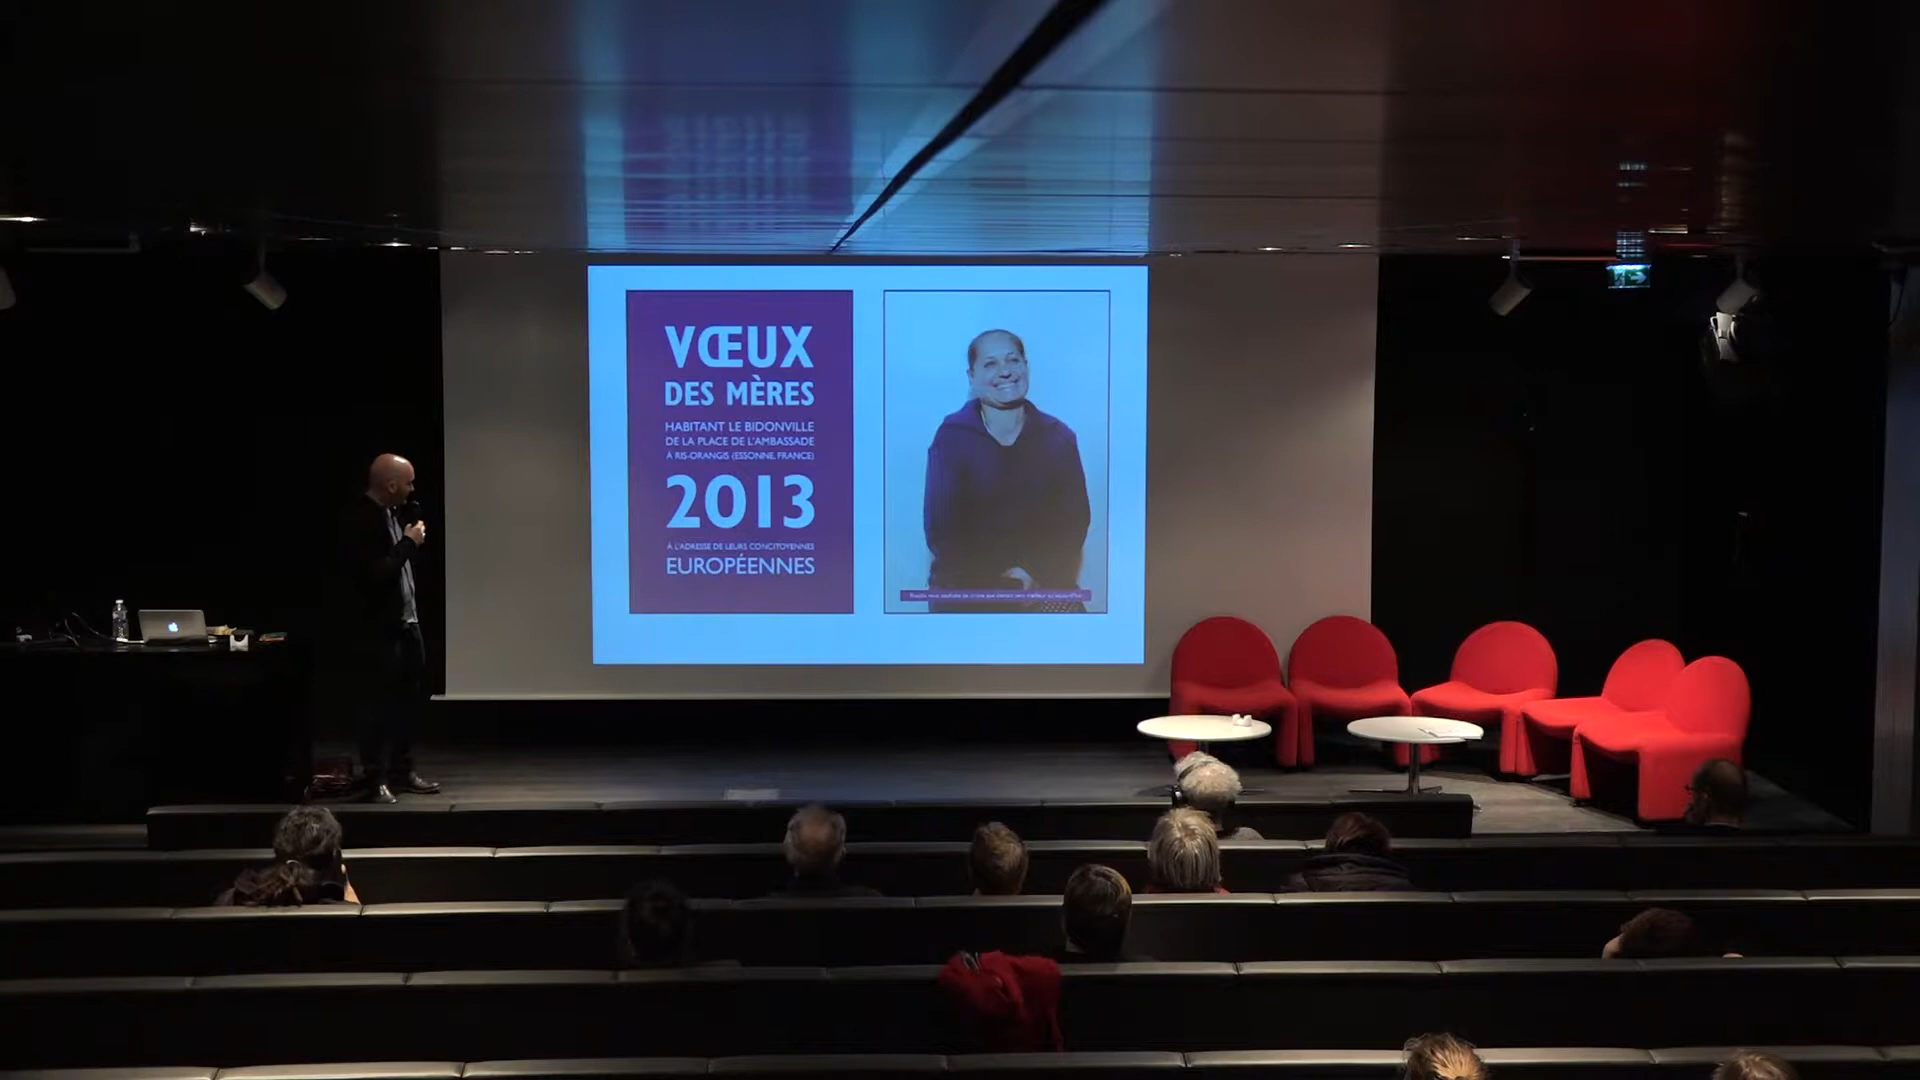 VŒUX
DES MÈRES
HABITANT LE BIDONVILLE
DE LA PLACE DE L'AMBASSADE
À RIS-ORANGIS (ESSONNE, FRANCE)
2013
À L'ADRESSE DE LEURS CONCITOYENNES
EUROPÉENNES